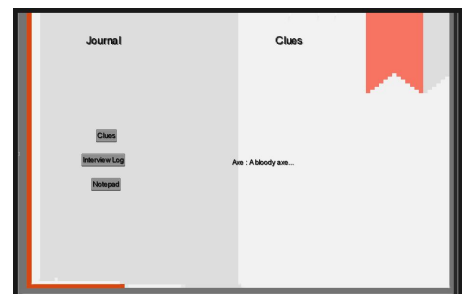 Journal
Clues
Clues
Interview Log
Notepad
Axe : A bloody axe...